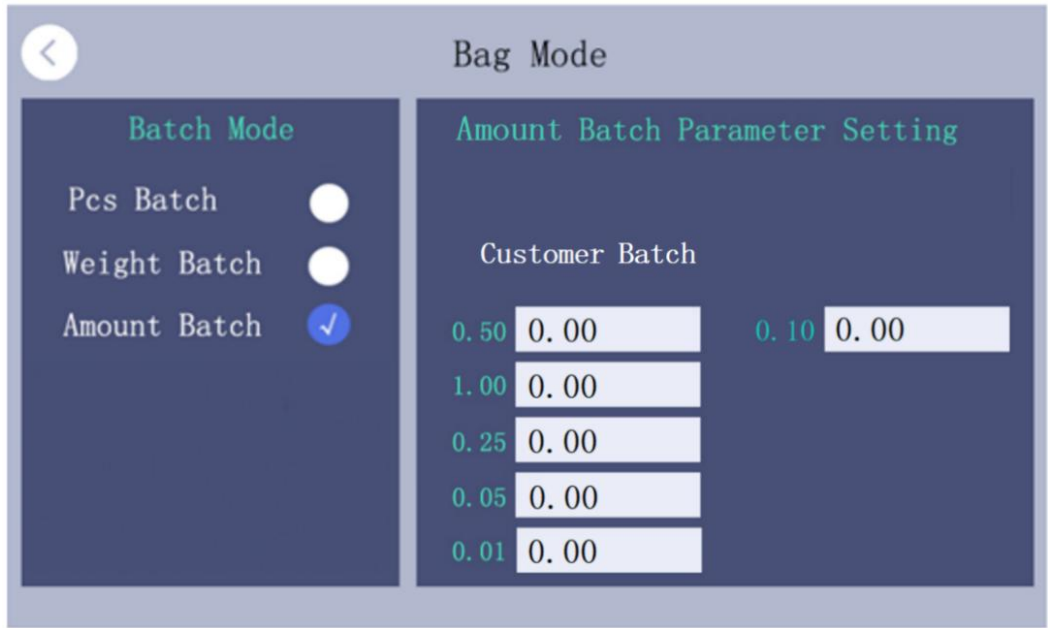 Bag Mode
Batch Mode
Pcs Batch
Weight Batch
Amount Batch
Amount Batch Parameter Setting
Customer Batch
0.50 0.00 0.10 0.00
1.00 0.00
0.25 0.00
0.05 0.00
0.01 0.00